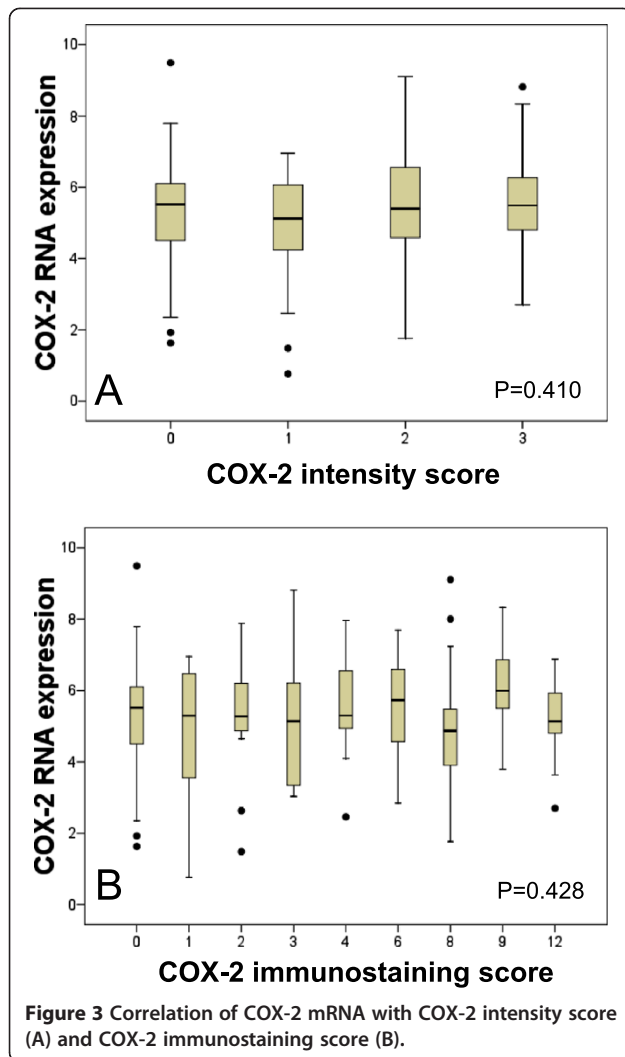 10
8
6
4
2
0
COX-2 RNA expression
A
P=0.410
0 1 2 3
COX-2 intensity score
10
8
6
4
2
0
COX-2 RNA expression
B
P=0.428
0 1 2 3 4 6 8 9 12
COX-2 immunostaining score
Figure 3 Correlation of COX-2 mRNA with COX-2 intensity score
(A) and COX-2 immunostaining score (B).